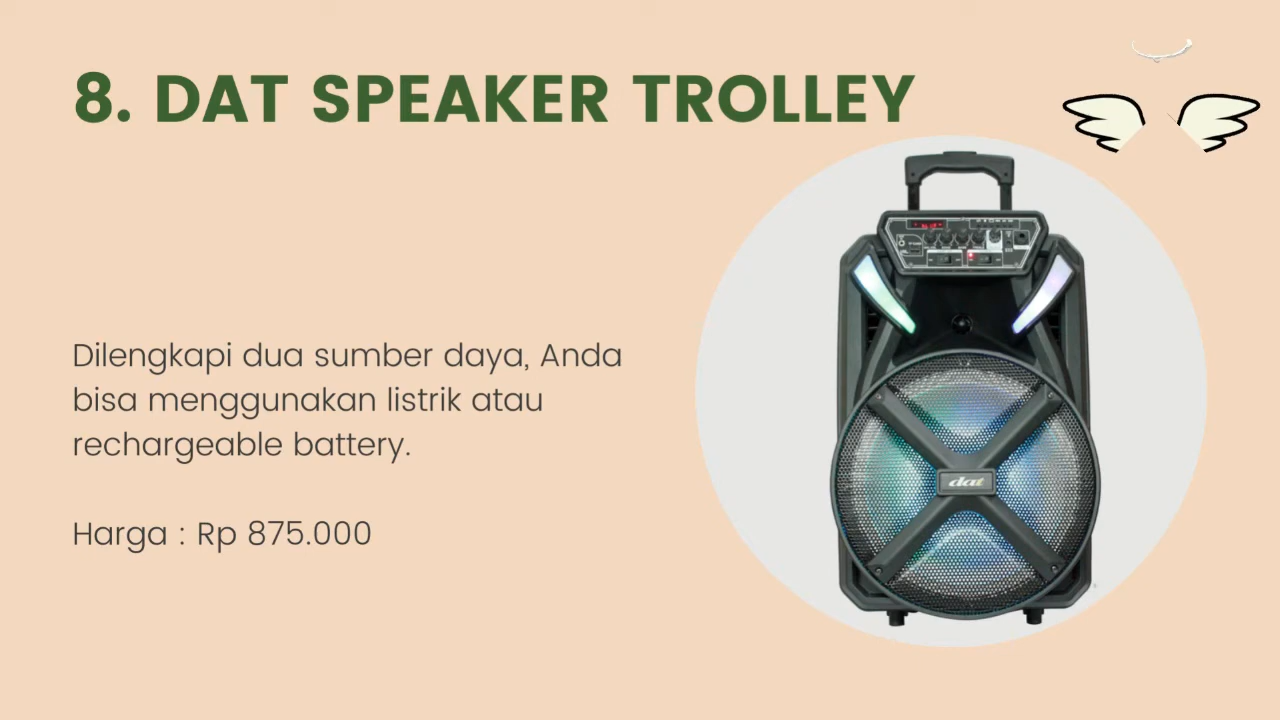 8. DAT SPEAKER TROLLEY
Dilengkapi dua sumber daya, Anda
bisa menggunakan listrik atau
rechargeable battery.
Harga : Rp 875.000
dat